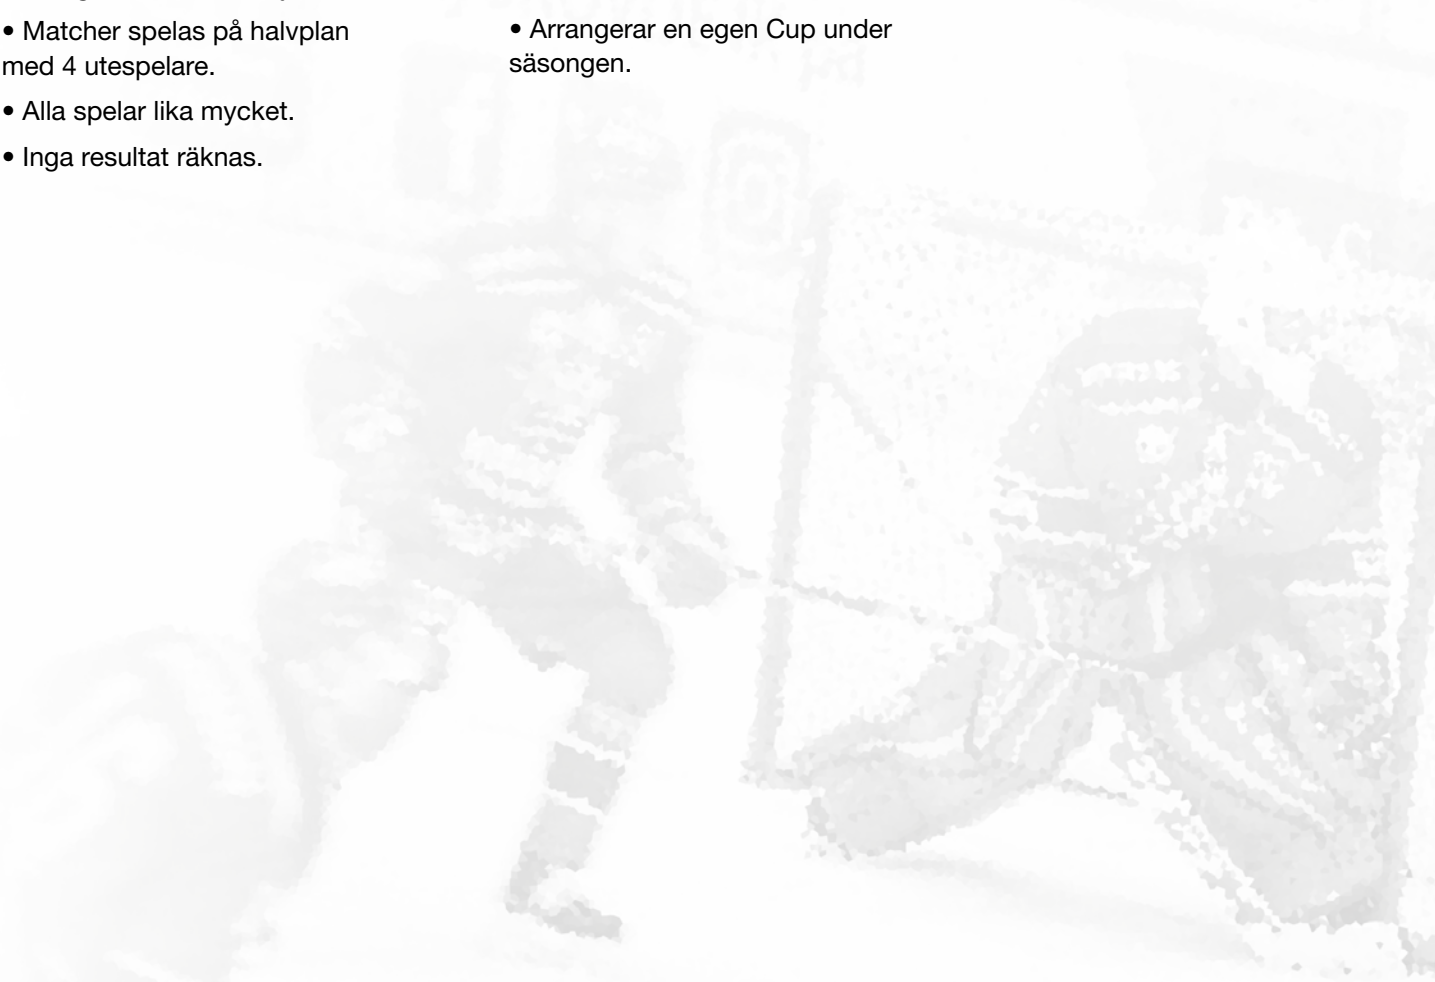 • Matcher spelas på halvplan
med 4 utespelare.
• Alla spelar lika mycket.
• Inga resultat räknas.
• Arrangerar en egen Cup under
säsongen.